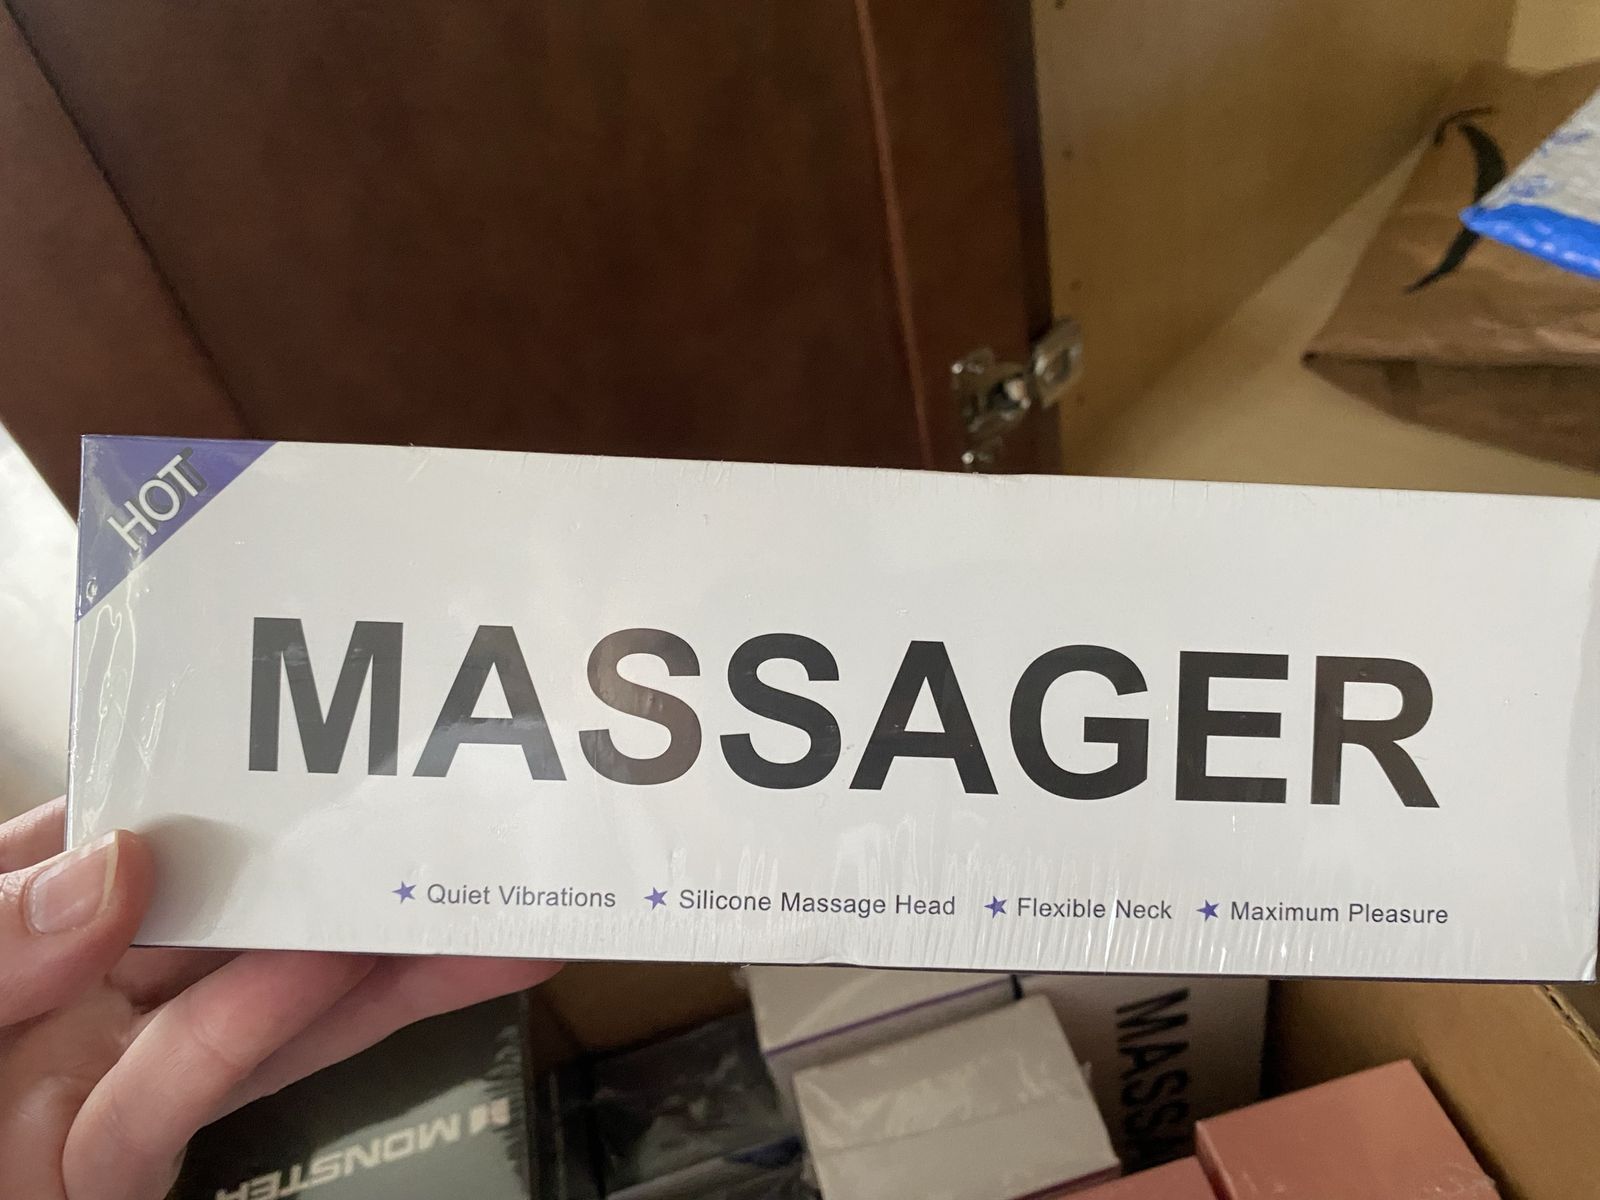 HOT
MASSAGER
★ Quiet Vibrations ★ Silicone Massage Head ★ Flexible Neck ★ Maximum Pleasure
MASSA
MONSTER